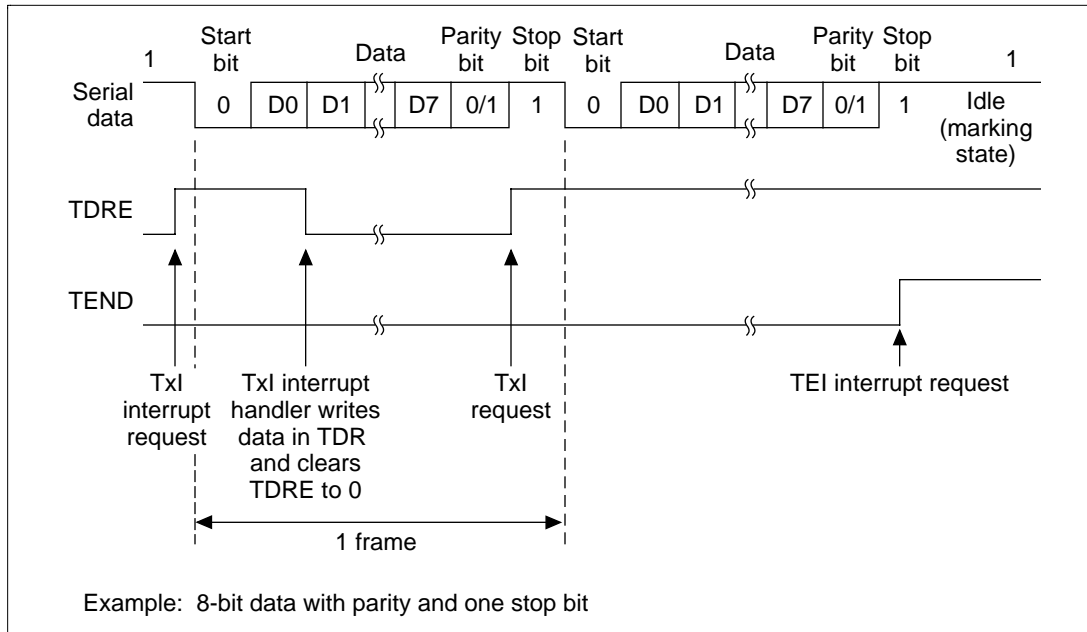 1 Start bit Data Parity bit Stop bit Start bit Data Parity bit Stop bit 1
Serial data 0 D0 D1 D7 0/1 1 0 D0 D1 D7 0/1 1 Idle (marking state)
TDRE
TEND
TxI interrupt request
TxI interrupt handler writes data in TDR and clears TDRE to 0
TxI request
TEI interrupt request
1 frame
Example: 8-bit data with parity and one stop bit